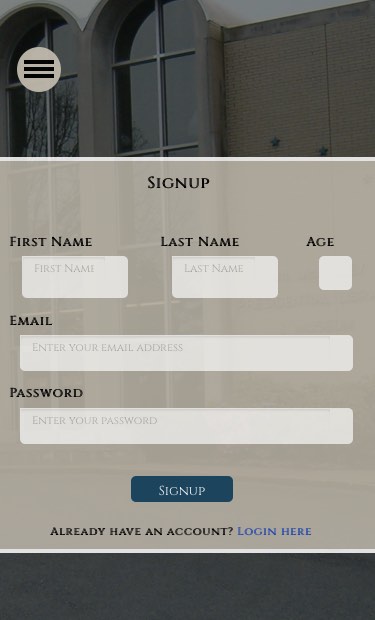 Signup
First Name Last Name Age
First Name Last Name
Email
Enter your email address
Password
Enter your password
Signup
Already have an account? Login here